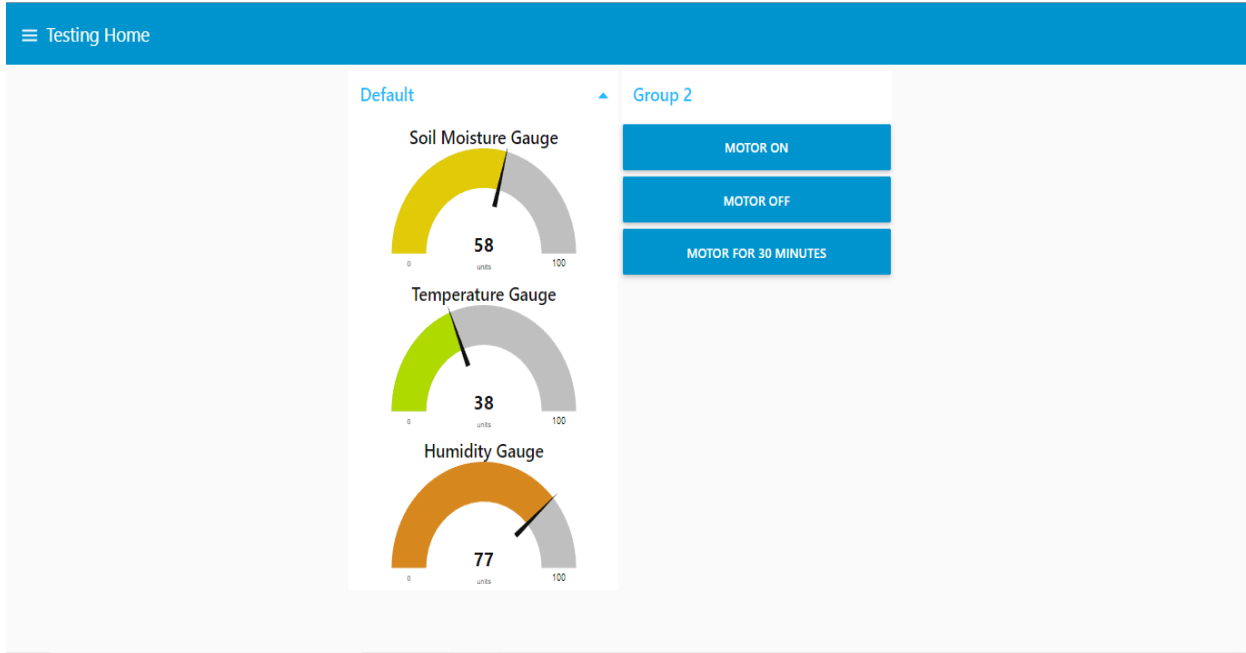 Testing Home
Default
Soil Moisture Gauge
58
units
0
100
Temperature Gauge
38
units
0
100
Humidity Gauge
77
units
0
100
Group 2
MOTOR ON
MOTOR OFF
MOTOR FOR 30 MINUTES